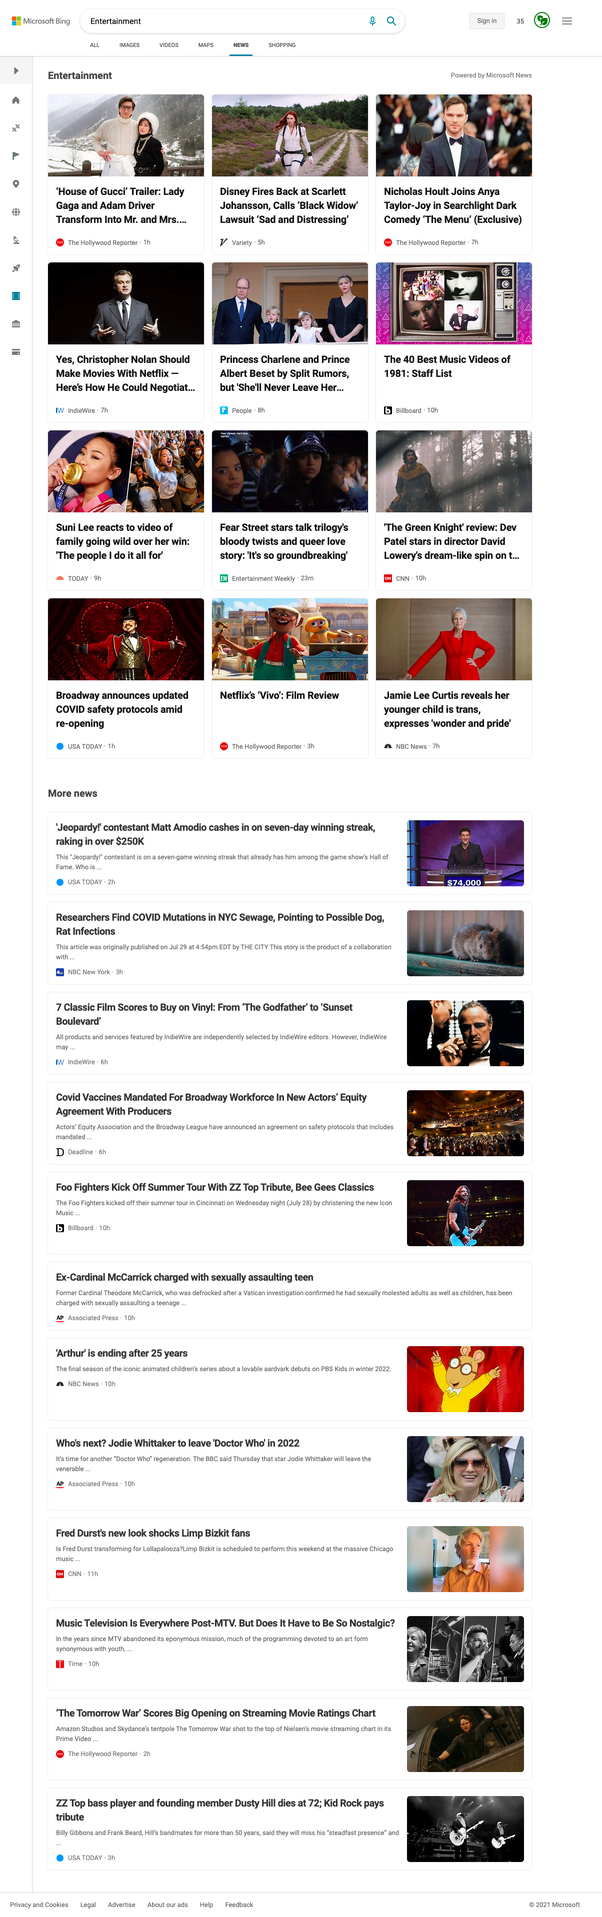 Microsoft Bing
Entertainment
Sign in
35
ALL
IMAGES
VIDEOS
MAPS
NEWS
SHOPPING
Entertainment
Powered by Microsoft News
‘House of Gucci’ Trailer: Lady
Gaga and Adam Driver
Transform Into Mr. and Mrs....
The Hollywood Reporter · 1h
Disney Fires Back at Scarlett
Johansson, Calls ‘Black Widow’
Lawsuit ‘Sad and Distressing’
Variety · 5h
Nicholas Hoult Joins Anya
Taylor-Joy in Searchlight Dark
Comedy ‘The Menu’ (Exclusive)
The Hollywood Reporter · 7h
Yes, Christopher Nolan Should
Make Movies With Netflix —
Here’s How He Could Negotiat...
IndieWire · 7h
Princess Charlene and Prince
Albert Beset by Split Rumors,
but 'She'll Never Leave Her...
People · 8h
The 40 Best Music Videos of
1981: Staff List
Billboard · 10h
Suni Lee reacts to video of
family going wild over her win:
'The people I do it all for'
TODAY · 9h
Fear Street stars talk trilogy's
bloody twists and queer love
story: 'It's so groundbreaking'
Entertainment Weekly · 23m
'The Green Knight' review: Dev
Patel stars in director David
Lowery's dream-like spin on t...
CNN · 10h
Broadway announces updated
COVID safety protocols amid
re-opening
USA TODAY · 1h
Netflix’s ‘Vivo’: Film Review
The Hollywood Reporter · 3h
Jamie Lee Curtis reveals her
younger child is trans,
expresses 'wonder and pride'
NBC News · 7h
More news
'Jeopardy!' contestant Matt Amodio cashes in on seven-day winning streak,
raking in over $250K
This "Jeopardy!" contestant is on a seven-game winning streak that already has him among the game show's Hall of
Fame. Who is ...
USA TODAY · 2h
$74,000
Researchers Find COVID Mutations in NYC Sewage, Pointing to Possible Dog,
Rat Infections
This article was originally published on Jul 29 at 4:54pm EDT by THE CITY This story is the product of a collaboration
with ...
NBC New York · 3h
7 Classic Film Scores to Buy on Vinyl: From ‘The Godfather’ to ‘Sunset
Boulevard’
All products and services featured by IndieWire are independently selected by IndieWire editors. However, IndieWire
may ...
IndieWire · 6h
Covid Vaccines Mandated For Broadway Workforce In New Actors’ Equity
Agreement With Producers
Actors’ Equity Association and the Broadway League have announced an agreement on safety protocols that includes
mandated ...
Deadline · 6h
Foo Fighters Kick Off Summer Tour With ZZ Top Tribute, Bee Gees Classics
The Foo Fighters kicked off their summer tour in Cincinnati on Wednesday night (July 28) by christening the new Icon
Music ...
Billboard · 10h
Ex-Cardinal McCarrick charged with sexually assaulting teen
Former Cardinal Theodore McCarrick, who was defrocked after a Vatican investigation confirmed he had sexually molested adults as well as children, has been
charged with sexually assaulting a teenage ...
Associated Press · 10h
'Arthur' is ending after 25 years
The final season of the iconic animated children's series about a lovable aardvark debuts on PBS Kids in winter 2022.
NBC News · 10h
Who's next? Jodie Whittaker to leave 'Doctor Who' in 2022
It's time for another “Doctor Who” regeneration. The BBC said Thursday that star Jodie Whittaker will leave the
venerable ...
Associated Press · 10h
Fred Durst's new look shocks Limp Bizkit fans
Is Fred Durst transforming for Lollapalooza?Limp Bizkit is scheduled to perform this weekend at the massive Chicago
music ...
CNN · 11h
Music Television Is Everywhere Post-MTV. But Does It Have to Be So Nostalgic?
In the years since MTV abandoned its eponymous mission, much of the programming devoted to an art form
synonymous with youth, ...
Time · 10h
‘The Tomorrow War’ Scores Big Opening on Streaming Movie Ratings Chart
Amazon Studios and Skydance's tentpole The Tomorrow War shot to the top of Nielsen's movie streaming chart in its
Prime Video ...
The Hollywood Reporter · 2h
ZZ Top bass player and founding member Dusty Hill dies at 72; Kid Rock pays
tribute
Billy Gibbons and Frank Beard, Hill's bandmates for more than 50 years, said they will miss his "steadfast presence" and
...
USA TODAY · 3h
Privacy and Cookies
Legal
Advertise
About our ads
Help
Feedback
© 2021 Microsoft